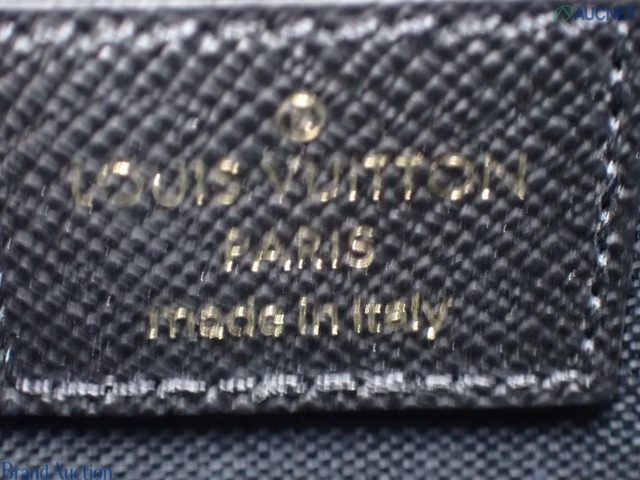 AUCNET
®
LOUIS VUITTON
PARIS
made in Italy
Brand Auction